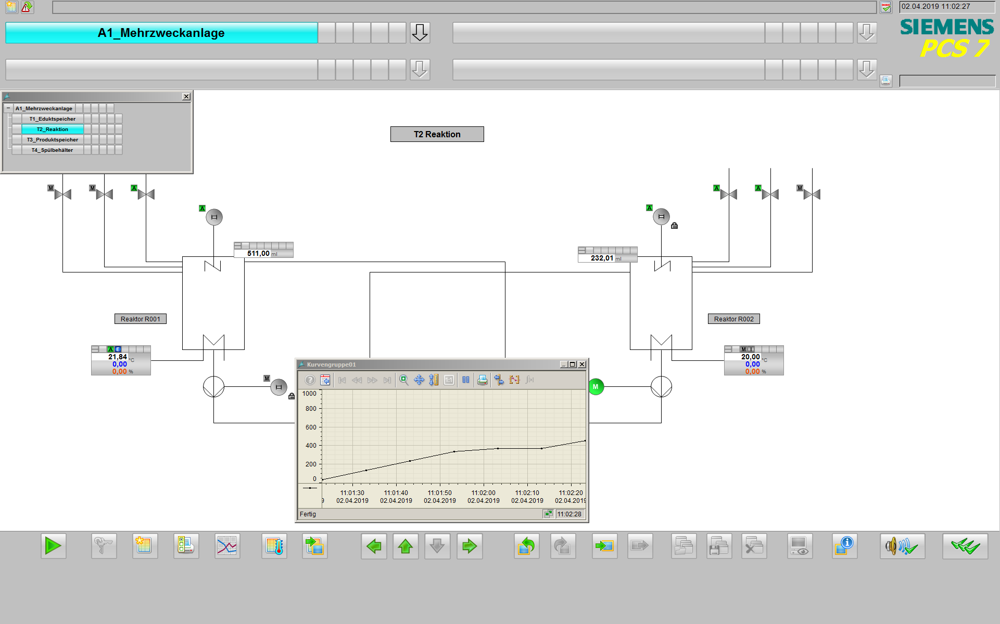 02.04.2019 11:02:27
A1_Mehrzweckanlage
SIEMENS
PCS 7
A1_Mehrzweckanlage
T1_Eduktspeicher
T2_Reaktion
T3_Produktspeicher
T4_Spülbehälter
T2 Reaktion
M
M
A
A
A
M
A
A
511,00 ml
232,01 ml
Reaktor R001
Reaktor R002
A E
21,84 °C
0,00
0,00 %
M I
20,00 °C
0,00
0,00 %
M
M
Kurvengruppe01
1:1
f(x)
1000
800
600
400
200
0
11:01:30 11:01:40 11:01:50 11:02:00 11:02:10 11:02:20
9 02.04.2019 02.04.2019 02.04.2019 02.04.2019 02.04.2019 02.04.2019
Fertig
11:02:28